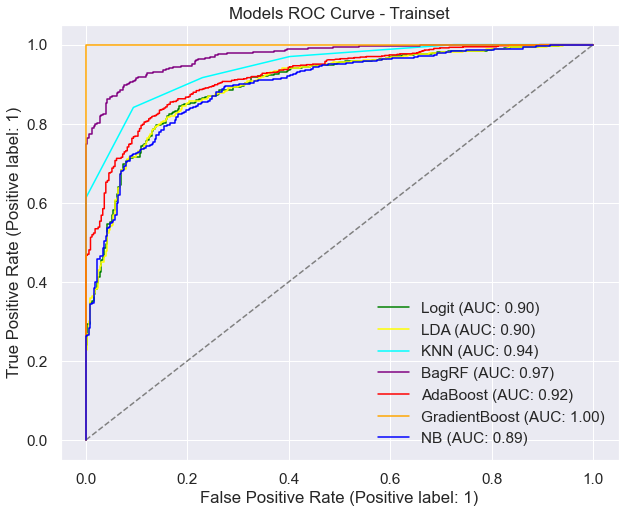 Models ROC Curve - Trainset
True Positive Rate (Positive label: 1)
1.0
0.8
0.6
0.4
0.2
0.0
Logit (AUC: 0.90)
LDA (AUC: 0.90)
KNN (AUC: 0.94)
BagRF (AUC: 0.97)
AdaBoost (AUC: 0.92)
GradientBoost (AUC: 1.00)
NB (AUC: 0.89)
0.0 0.2 0.4 0.6 0.8 1.0
False Positive Rate (Positive label: 1)